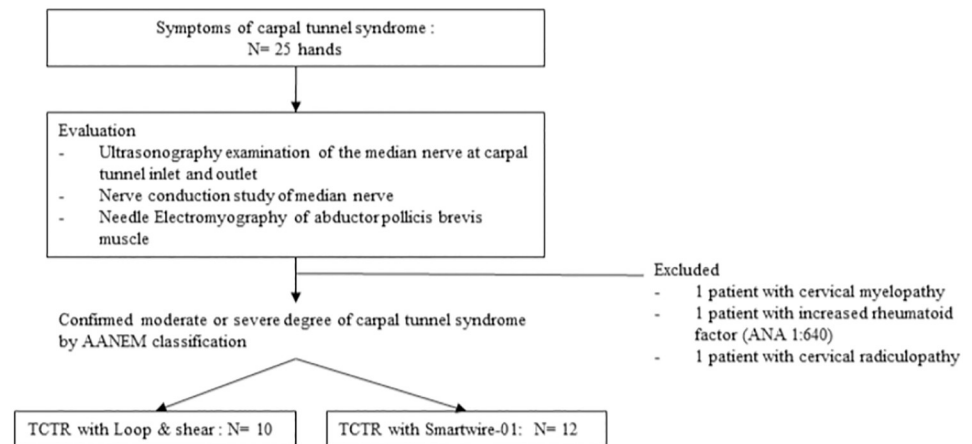 Symptoms of carpal tunnel syndrome :
N= 25 hands
Evaluation
- Ultrasonography examination of the median nerve at carpal
tunnel inlet and outlet
- Nerve conduction study of median nerve
- Needle Electromyography of abductor pollicis brevis
muscle
Excluded
- 1 patient with cervical myelopathy
- 1 patient with increased rheumatoid
factor (ANA 1:640)
- 1 patient with cervical radiculopathy
Confirmed moderate or severe degree of carpal tunnel syndrome
by AANEM classification
TCTR with Loop & shear : N= 10
TCTR with Smartwire-01: N= 12